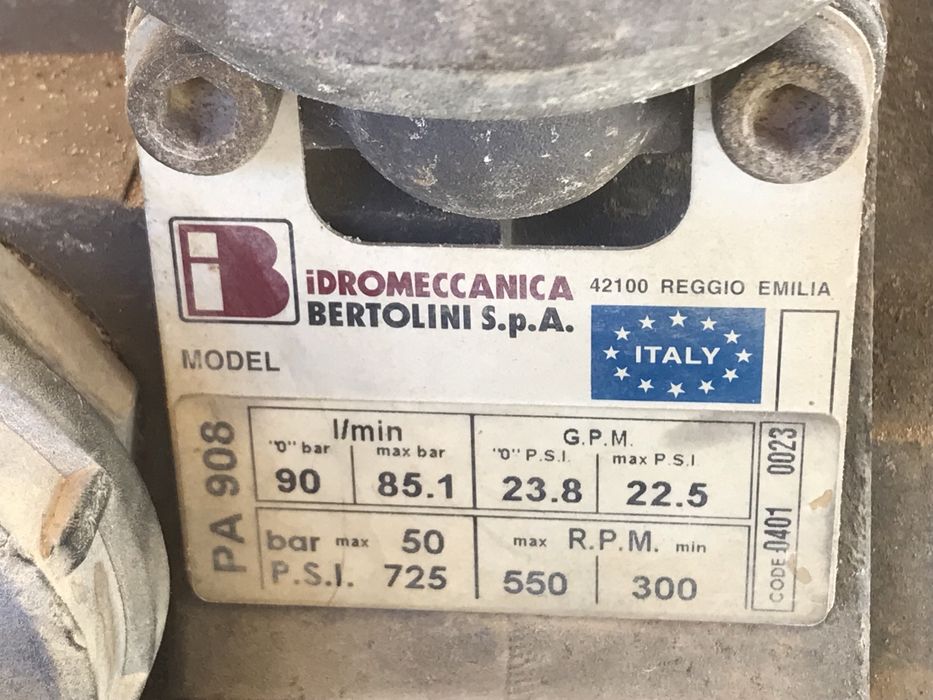 iB
iDROMECCANICA
BERTOLINI S.p.A.
42100 REGGIO EMILIA
ITALY
MODEL
PA 908
l/min
"0" bar max bar
90 85.1
G.P.M.
"0" P.S.I. max P.S.I
23.8 22.5
bar max 50
P.S.I. 725
max R.P.M. min
550 300
CODE 0401 0023